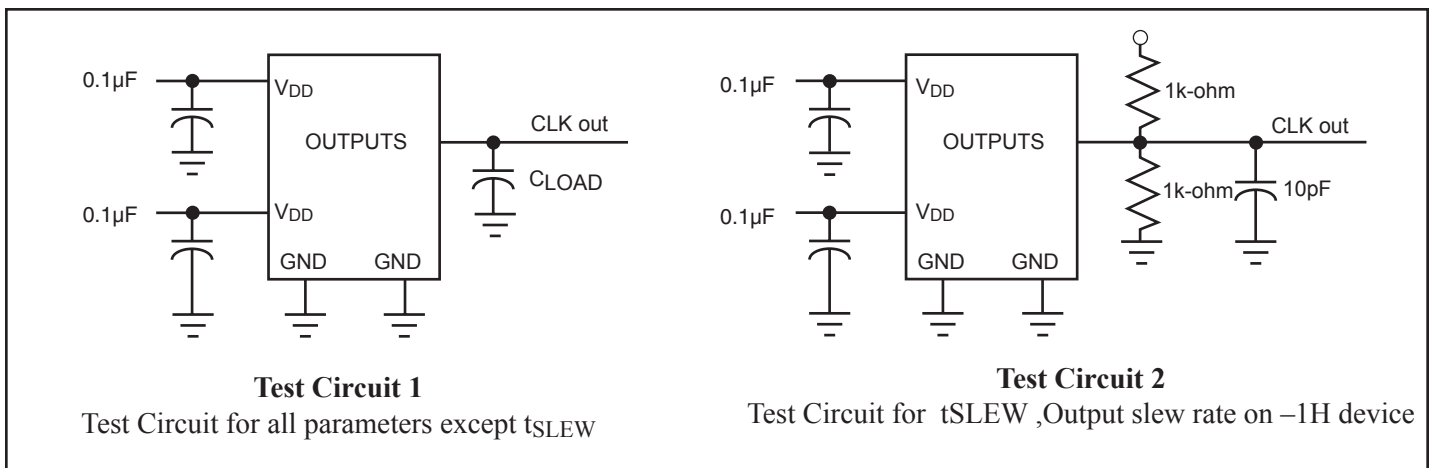 0.1µF
VDD
OUTPUTS
CLK out
CLOAD
0.1µF
VDD
GND GND
Test Circuit 1
Test Circuit for all parameters except tSLEW
0.1µF
VDD
1k-ohm
OUTPUTS
CLK out
1k-ohm
10pF
0.1µF
VDD
GND GND
Test Circuit 2
Test Circuit for tSLEW ,Output slew rate on –1H device